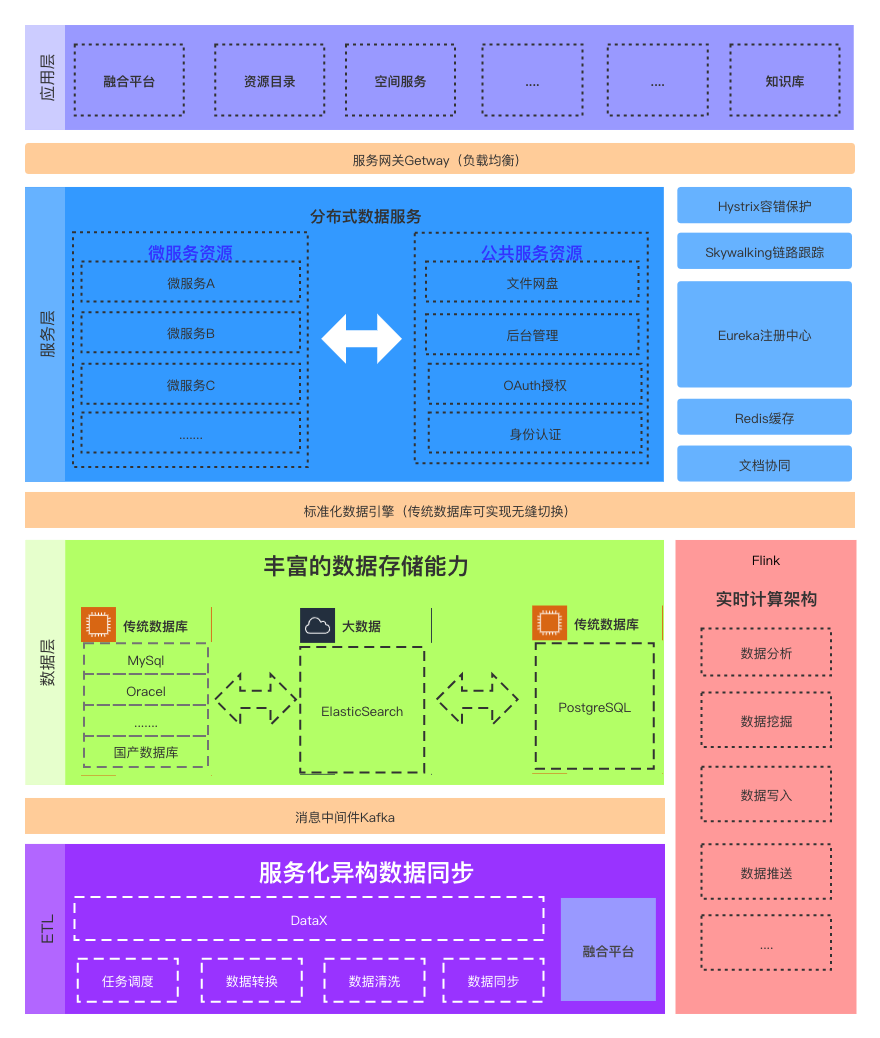 应用层
融合平台
资源目录
空间服务
....
....
知识库
服务网关Getway（负载均衡）
服务层
分布式数据服务
微服务资源
微服务A
微服务B
微服务C
.......
公共服务资源
文件网盘
后台管理
OAuth授权
身份认证
Hystrix容错保护
Skywalking链路跟踪
Eureka注册中心
Redis缓存
文档协同
标准化数据引擎（传统数据库可实现无缝切换）
数据层
丰富的数据存储能力
传统数据库
MySql
Oracel
.......
国产数据库
大数据
ElasticSearch
传统数据库
PostgreSQL
Flink
实时计算架构
数据分析
数据挖掘
数据写入
数据推送
....
消息中间件Kafka
ETL
服务化异构数据同步
DataX
任务调度
数据转换
数据清洗
数据同步
融合平台